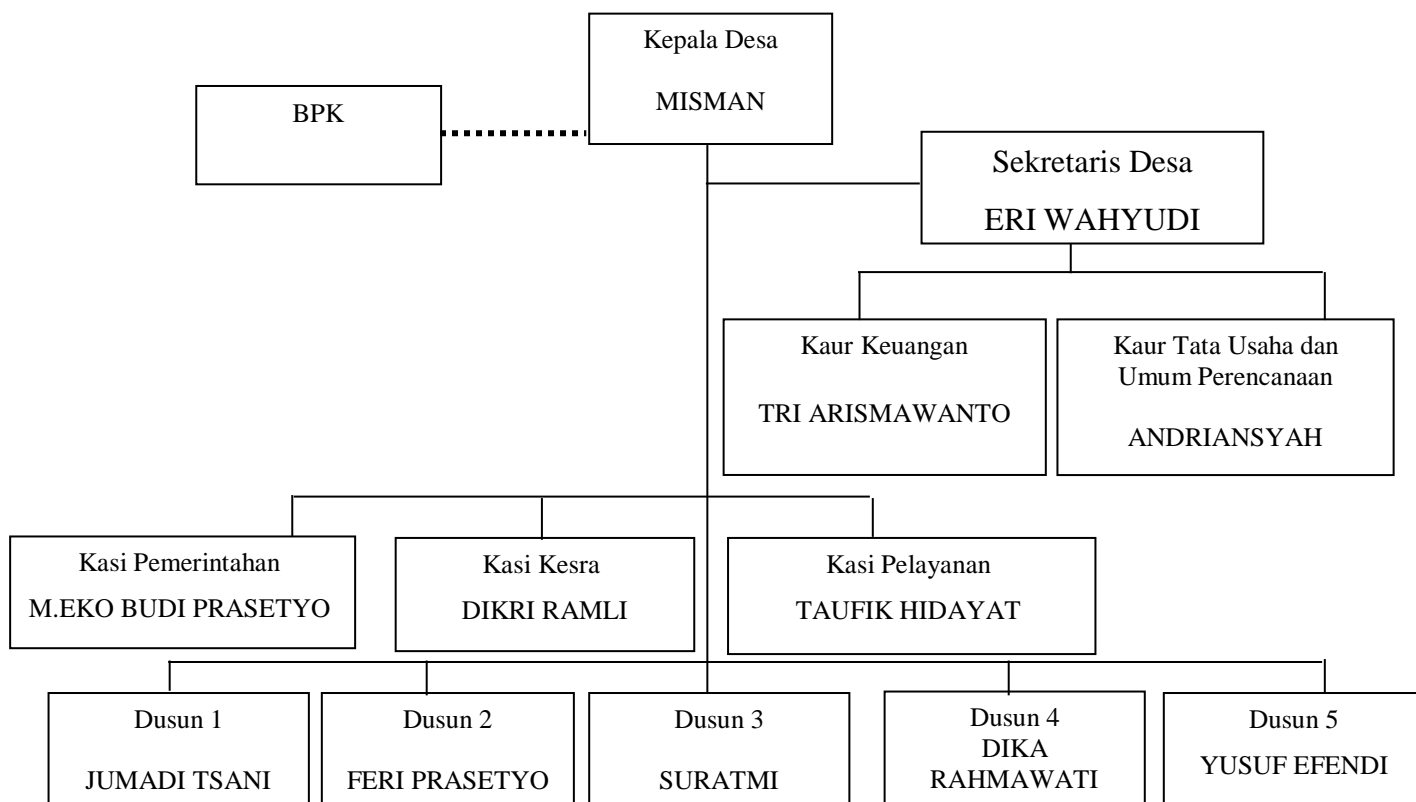 Kepala Desa
MISMAN
BPK
Sekretaris Desa
ERI WAHYUDI
Kaur Keuangan
TRI ARISMAWANTO
Kaur Tata Usaha dan
Umum Perencanaan
ANDRIANSYAH
Kasi Pemerintahan
M.EKO BUDI PRASETYO
Kasi Kesra
DIKRI RAMLI
Kasi Pelayanan
TAUFIK HIDAYAT
Dusun 1
JUMADI TSANI
Dusun 2
FERI PRASETYO
Dusun 3
SURATMI
Dusun 4
DIKA
RAHMAWATI
Dusun 5
YUSUF EFENDI